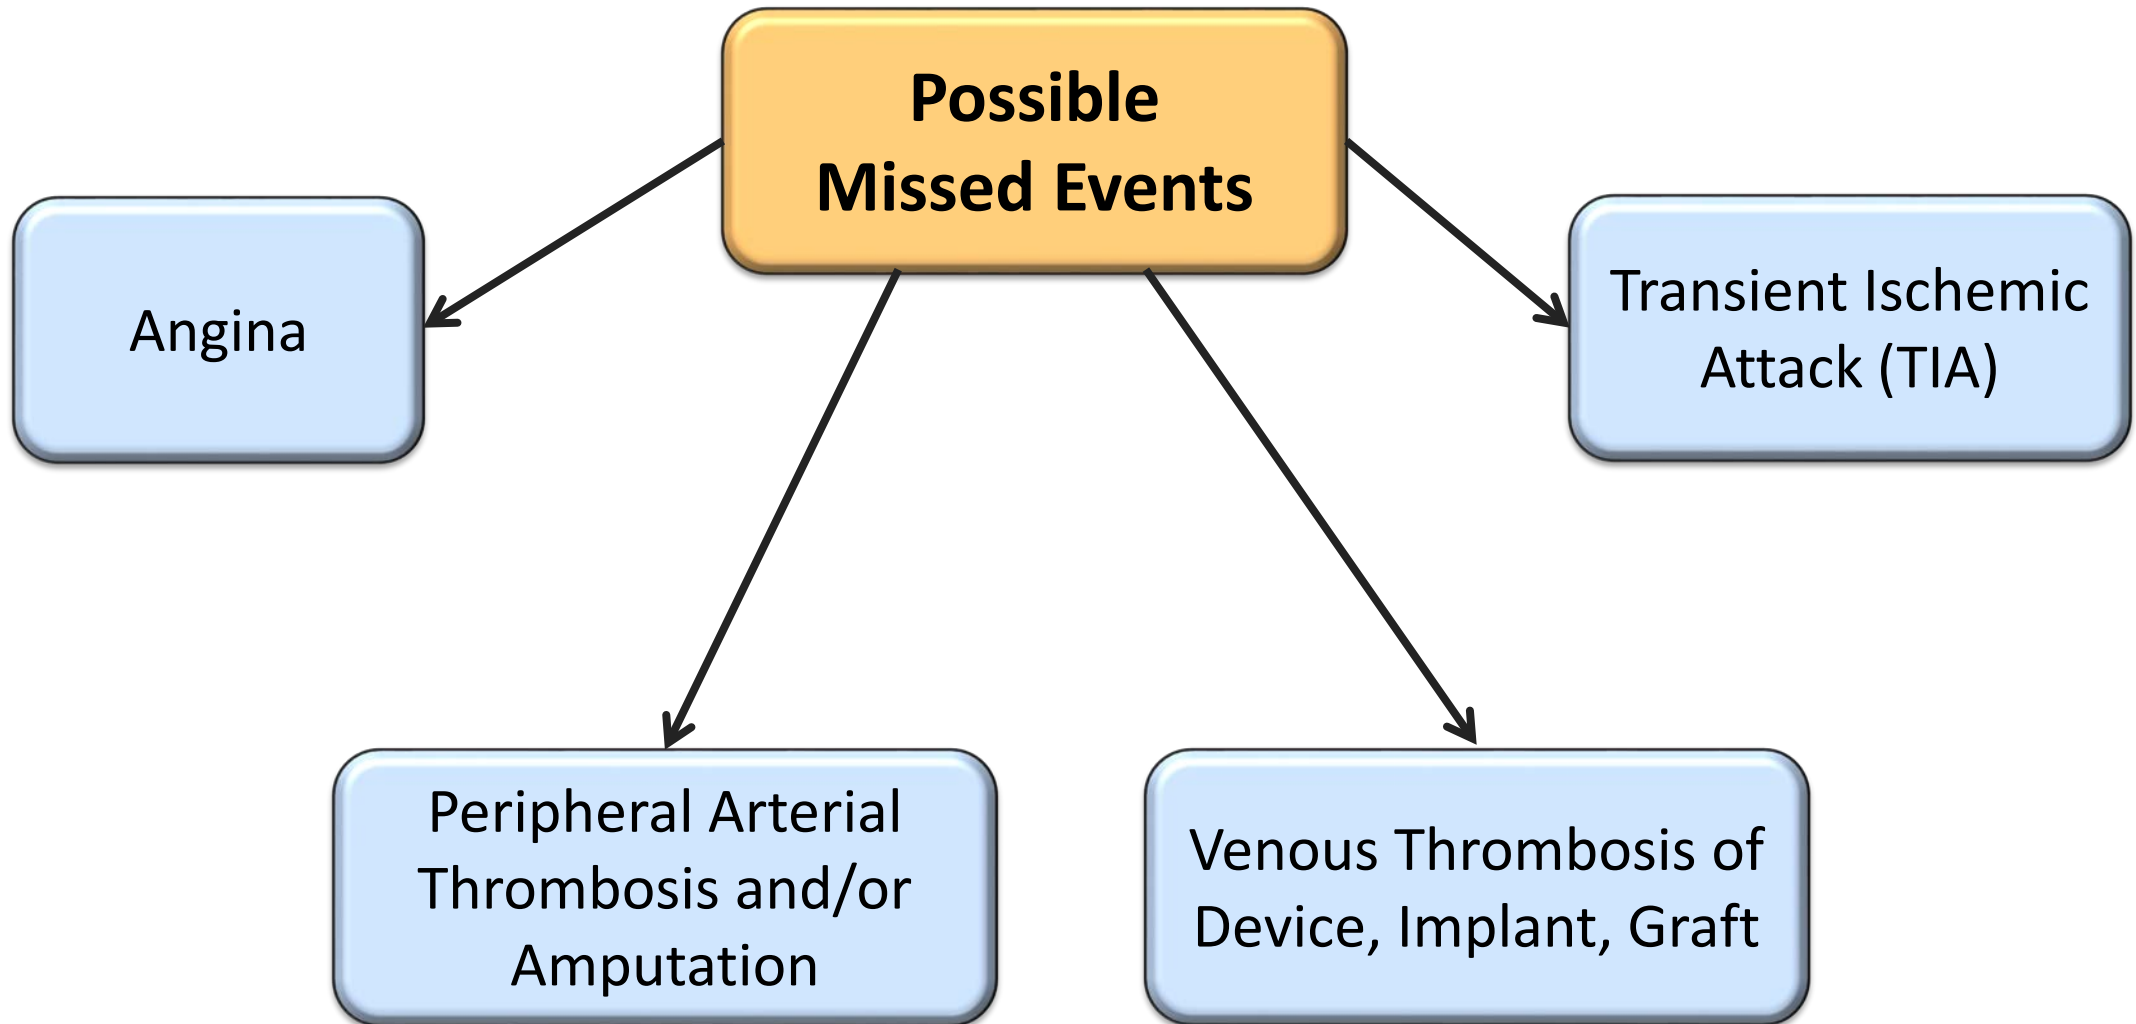 Possible
Missed Events
Angina
Transient Ischemic
Attack (TIA)
Peripheral Arterial
Thrombosis and/or
Amputation
Venous Thrombosis of
Device, Implant, Graft